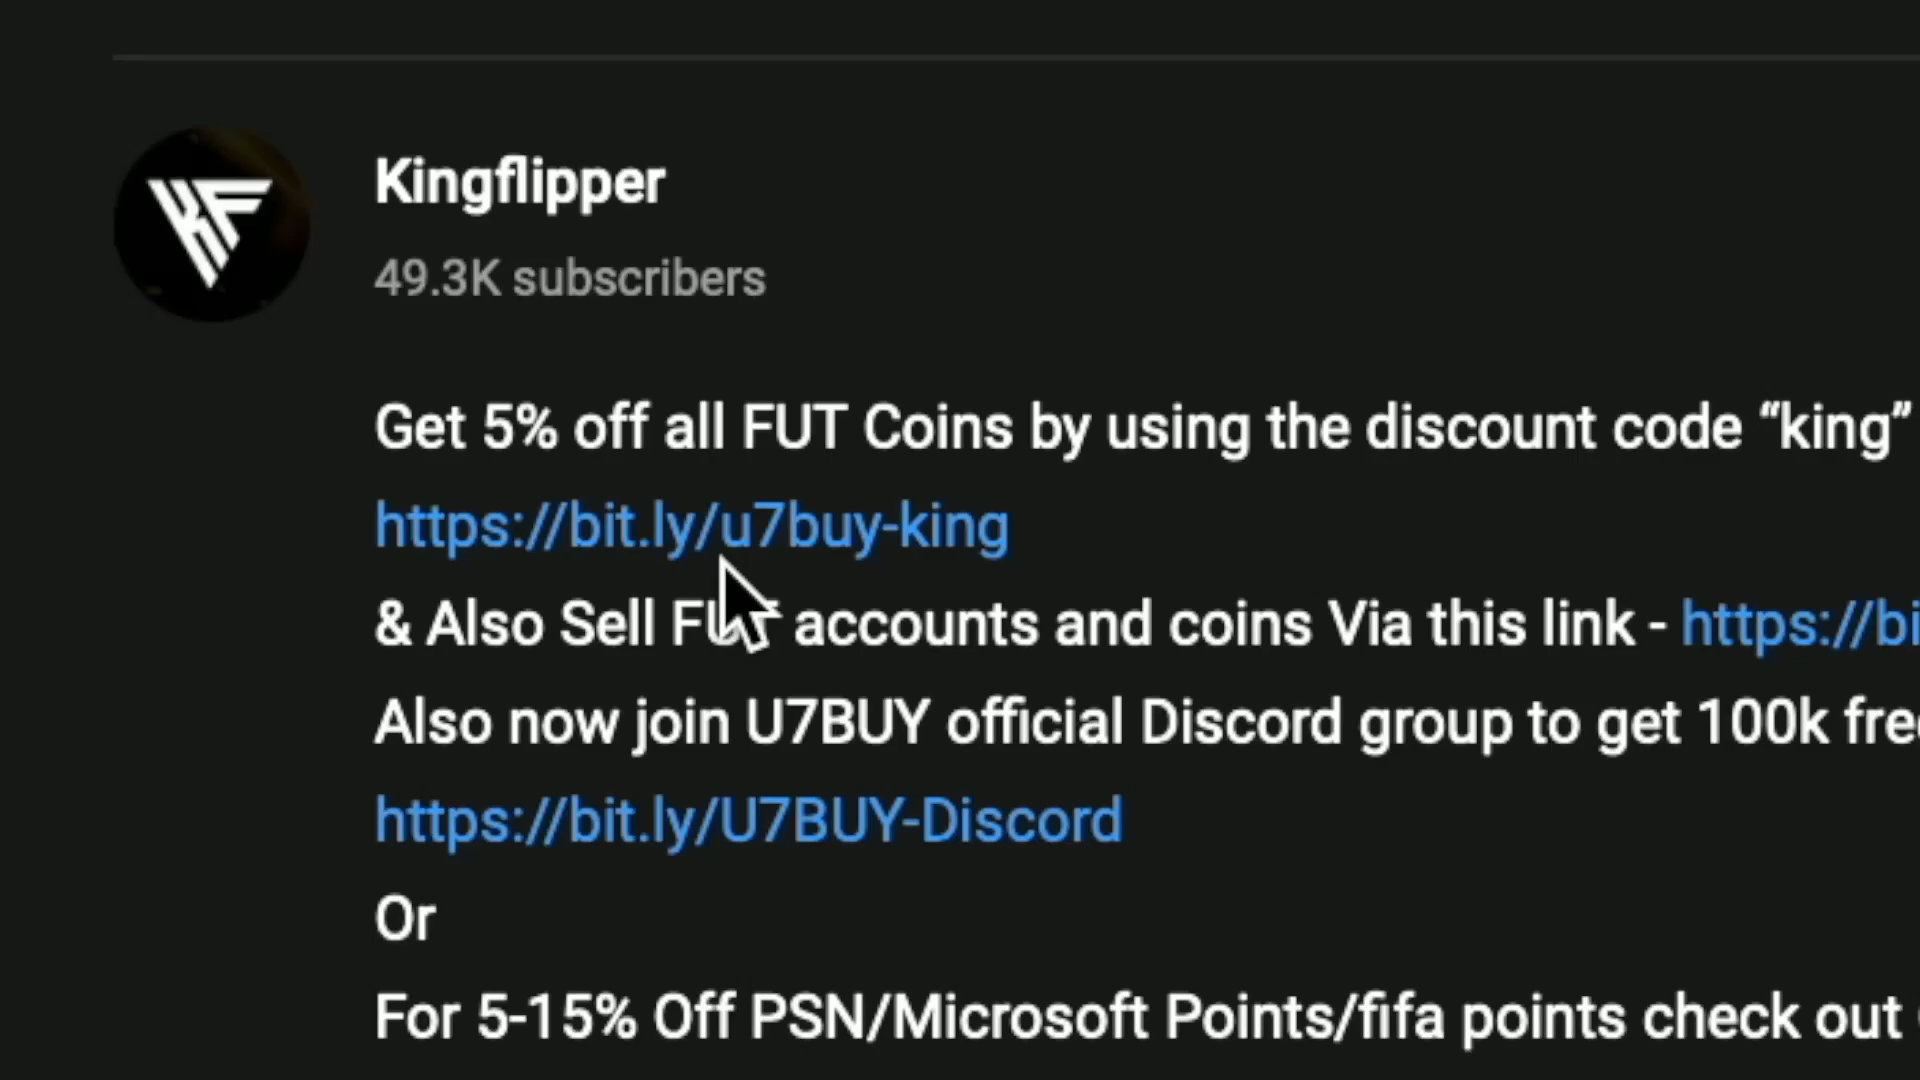 KF
Kingflipper
49.3K subscribers
Get 5% off all FUT Coins by using the discount code “king”
https://bit.ly/u7buy-king
& Also Sell FUT accounts and coins Via this link - https://bi
Also now join U7BUY official Discord group to get 100k fre
https://bit.ly/U7BUY-Discord
Or
For 5-15% Off PSN/Microsoft Points/fifa points check out